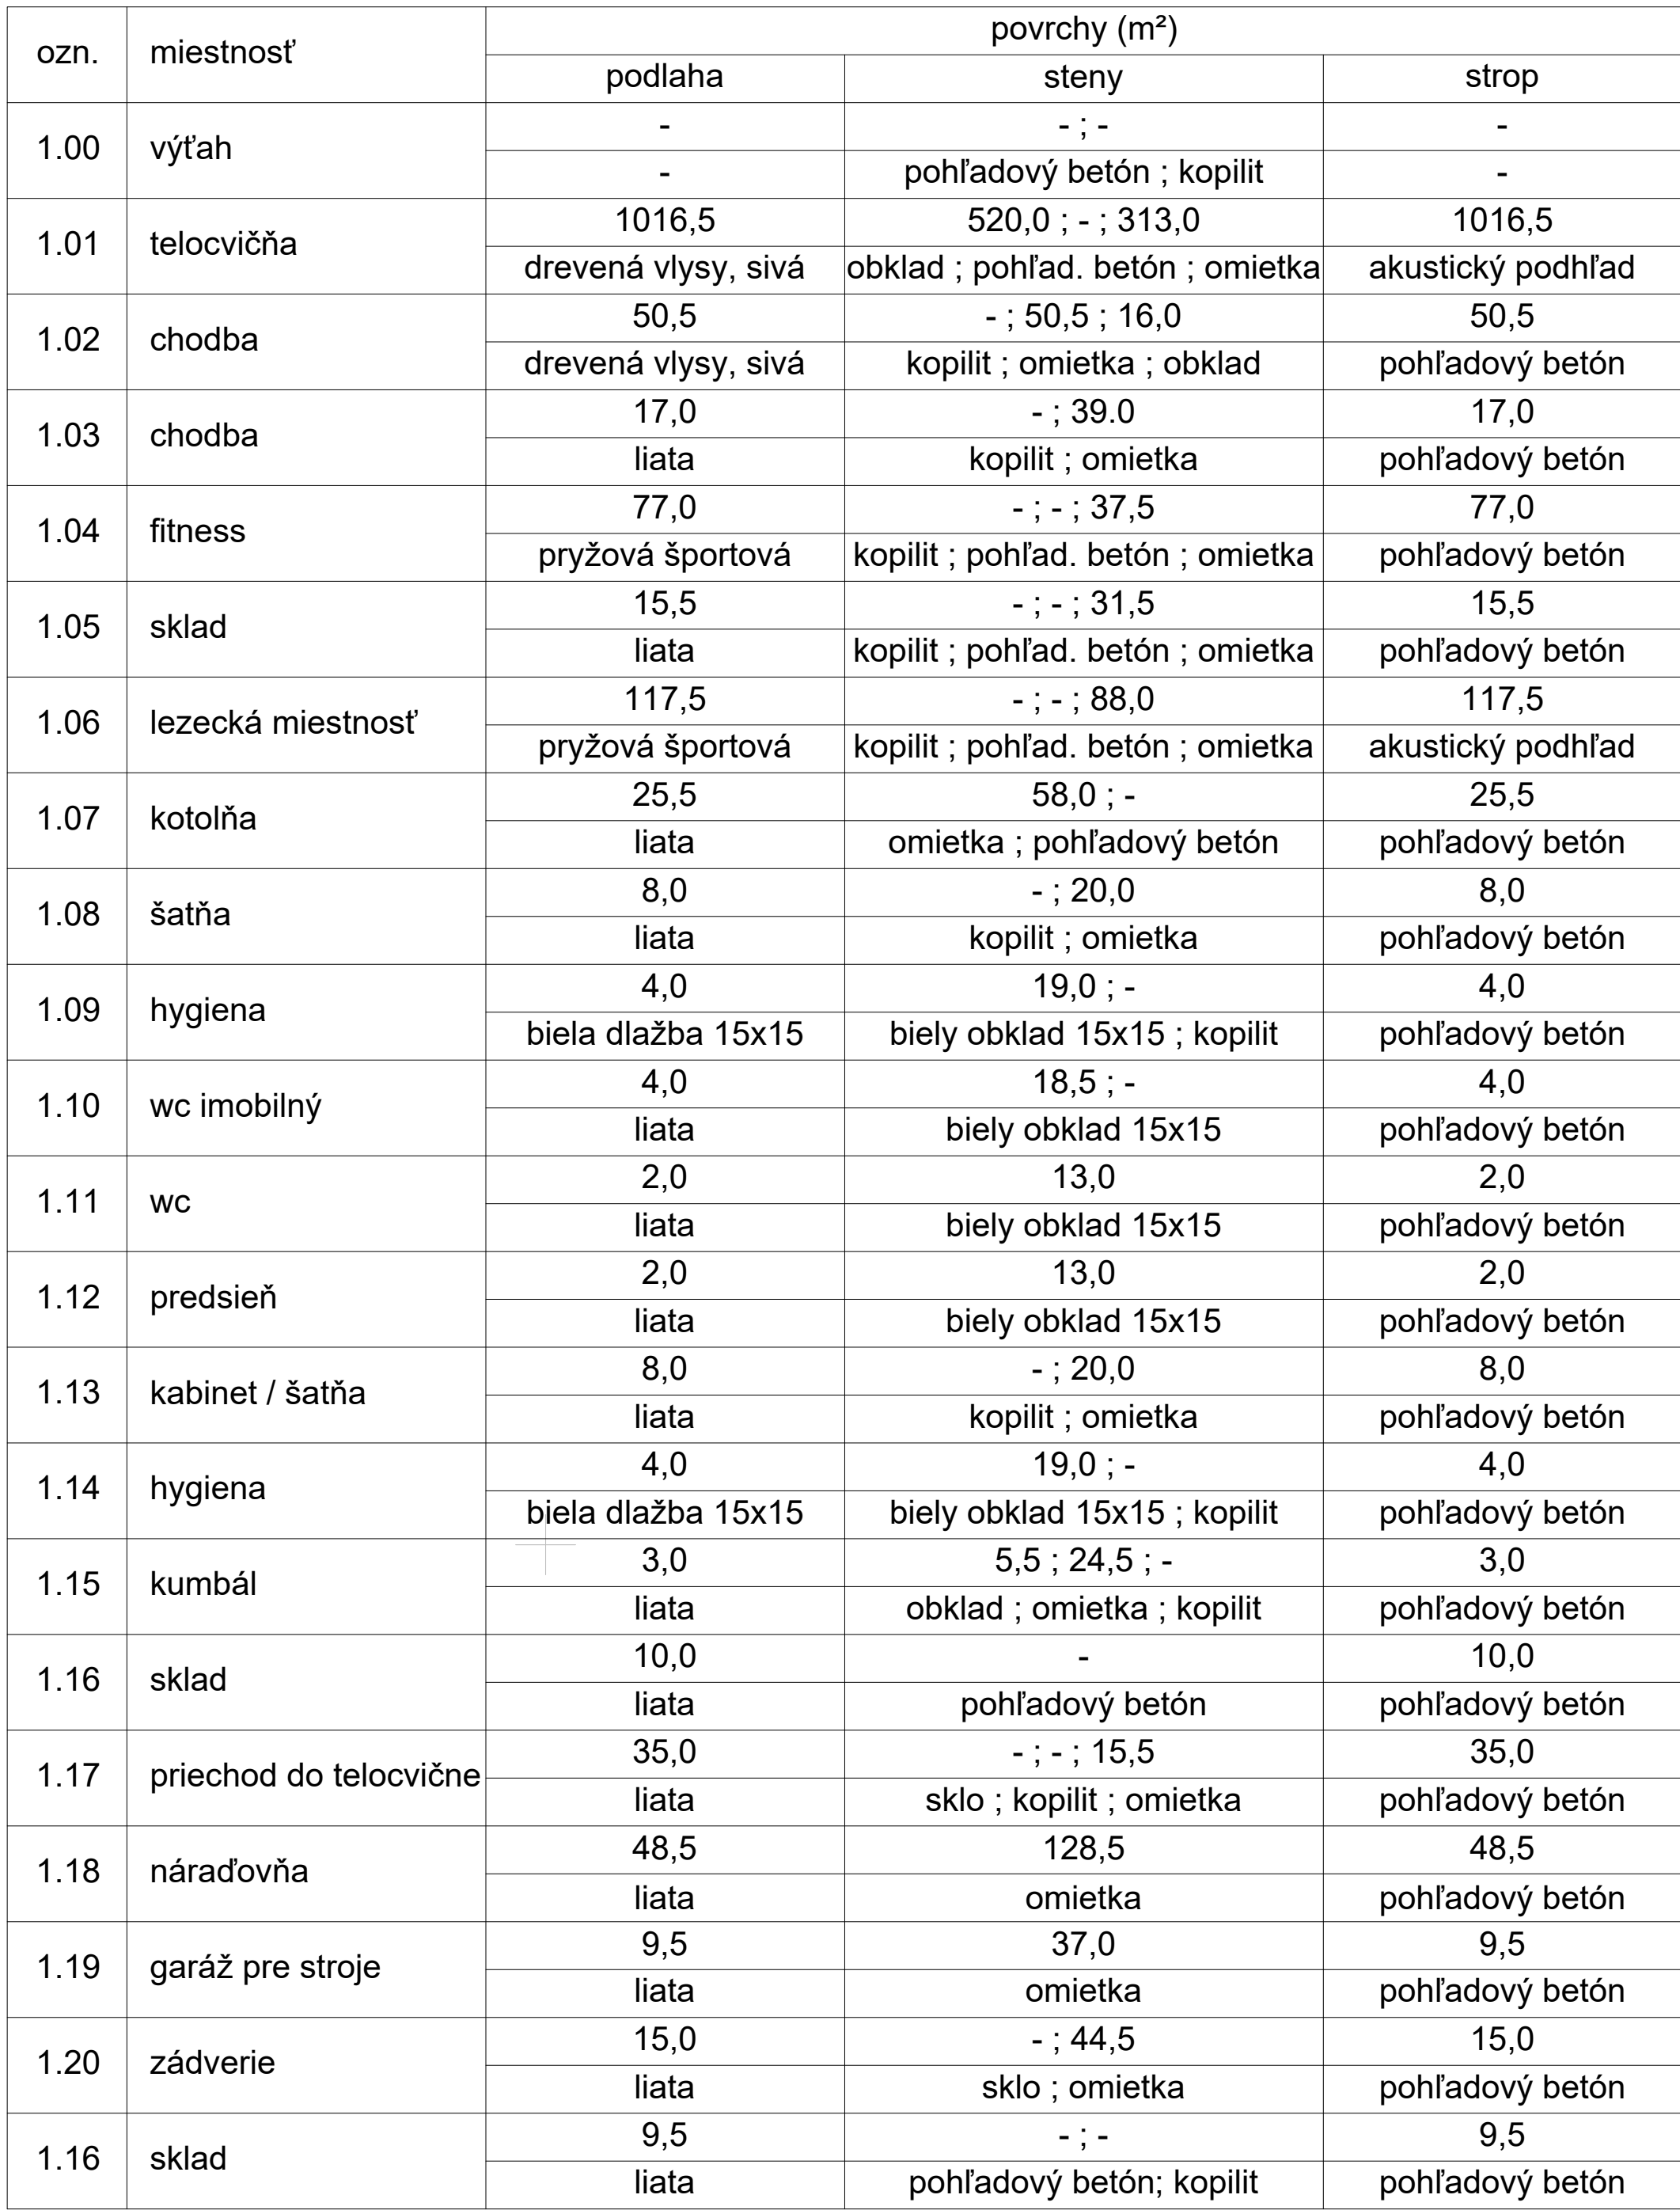 ozn. miestnosť povrchy (m²)
podlaha steny strop
1.00 výťah - - ; - -
- pohľadový betón ; kopilit -
1.01 telocvičňa 1016,5 520,0 ; - ; 313,0 1016,5
drevená vlysy, sivá obklad ; pohľad. betón ; omietka akustický podhľad
1.02 chodba 50,5 - ; 50,5 ; 16,0 50,5
drevená vlysy, sivá kopilit ; omietka ; obklad pohľadový betón
1.03 chodba 17,0 - ; 39.0 17,0
liata kopilit ; omietka pohľadový betón
1.04 fitness 77,0 - ; - ; 37,5 77,0
pryžová športová kopilit ; pohľad. betón ; omietka pohľadový betón
1.05 sklad 15,5 - ; - ; 31,5 15,5
liata kopilit ; pohľad. betón ; omietka pohľadový betón
1.06 lezecká miestnosť 117,5 - ; - ; 88,0 117,5
pryžová športová kopilit ; pohľad. betón ; omietka akustický podhľad
1.07 kotolňa 25,5 58,0 ; - 25,5
liata omietka ; pohľadový betón pohľadový betón
1.08 šatňa 8,0 - ; 20,0 8,0
liata kopilit ; omietka pohľadový betón
1.09 hygiena 4,0 19,0 ; - 4,0
biela dlažba 15x15 biely obklad 15x15 ; kopilit pohľadový betón
1.10 wc imobilný 4,0 18,5 ; - 4,0
liata biely obklad 15x15 pohľadový betón
1.11 wc 2,0 13,0 2,0
liata biely obklad 15x15 pohľadový betón
1.12 predsieň 2,0 13,0 2,0
liata biely obklad 15x15 pohľadový betón
1.13 kabinet / šatňa 8,0 - ; 20,0 8,0
liata kopilit ; omietka pohľadový betón
1.14 hygiena 4,0 19,0 ; - 4,0
biela dlažba 15x15 biely obklad 15x15 ; kopilit pohľadový betón
1.15 kumbál 3,0 5,5 ; 24,5 ; - 3,0
liata obklad ; omietka ; kopilit pohľadový betón
1.16 sklad 10,0 - 10,0
liata pohľadový betón pohľadový betón
1.17 priechod do telocvične 35,0 - ; - ; 15,5 35,0
liata sklo ; kopilit ; omietka pohľadový betón
1.18 náraďovňa 48,5 128,5 48,5
liata omietka pohľadový betón
1.19 garáž pre stroje 9,5 37,0 9,5
liata omietka pohľadový betón
1.20 zádverie 15,0 - ; 44,5 15,0
liata sklo ; omietka pohľadový betón
1.16 sklad 9,5 - ; - 9,5
liata pohľadový betón; kopilit pohľadový betón